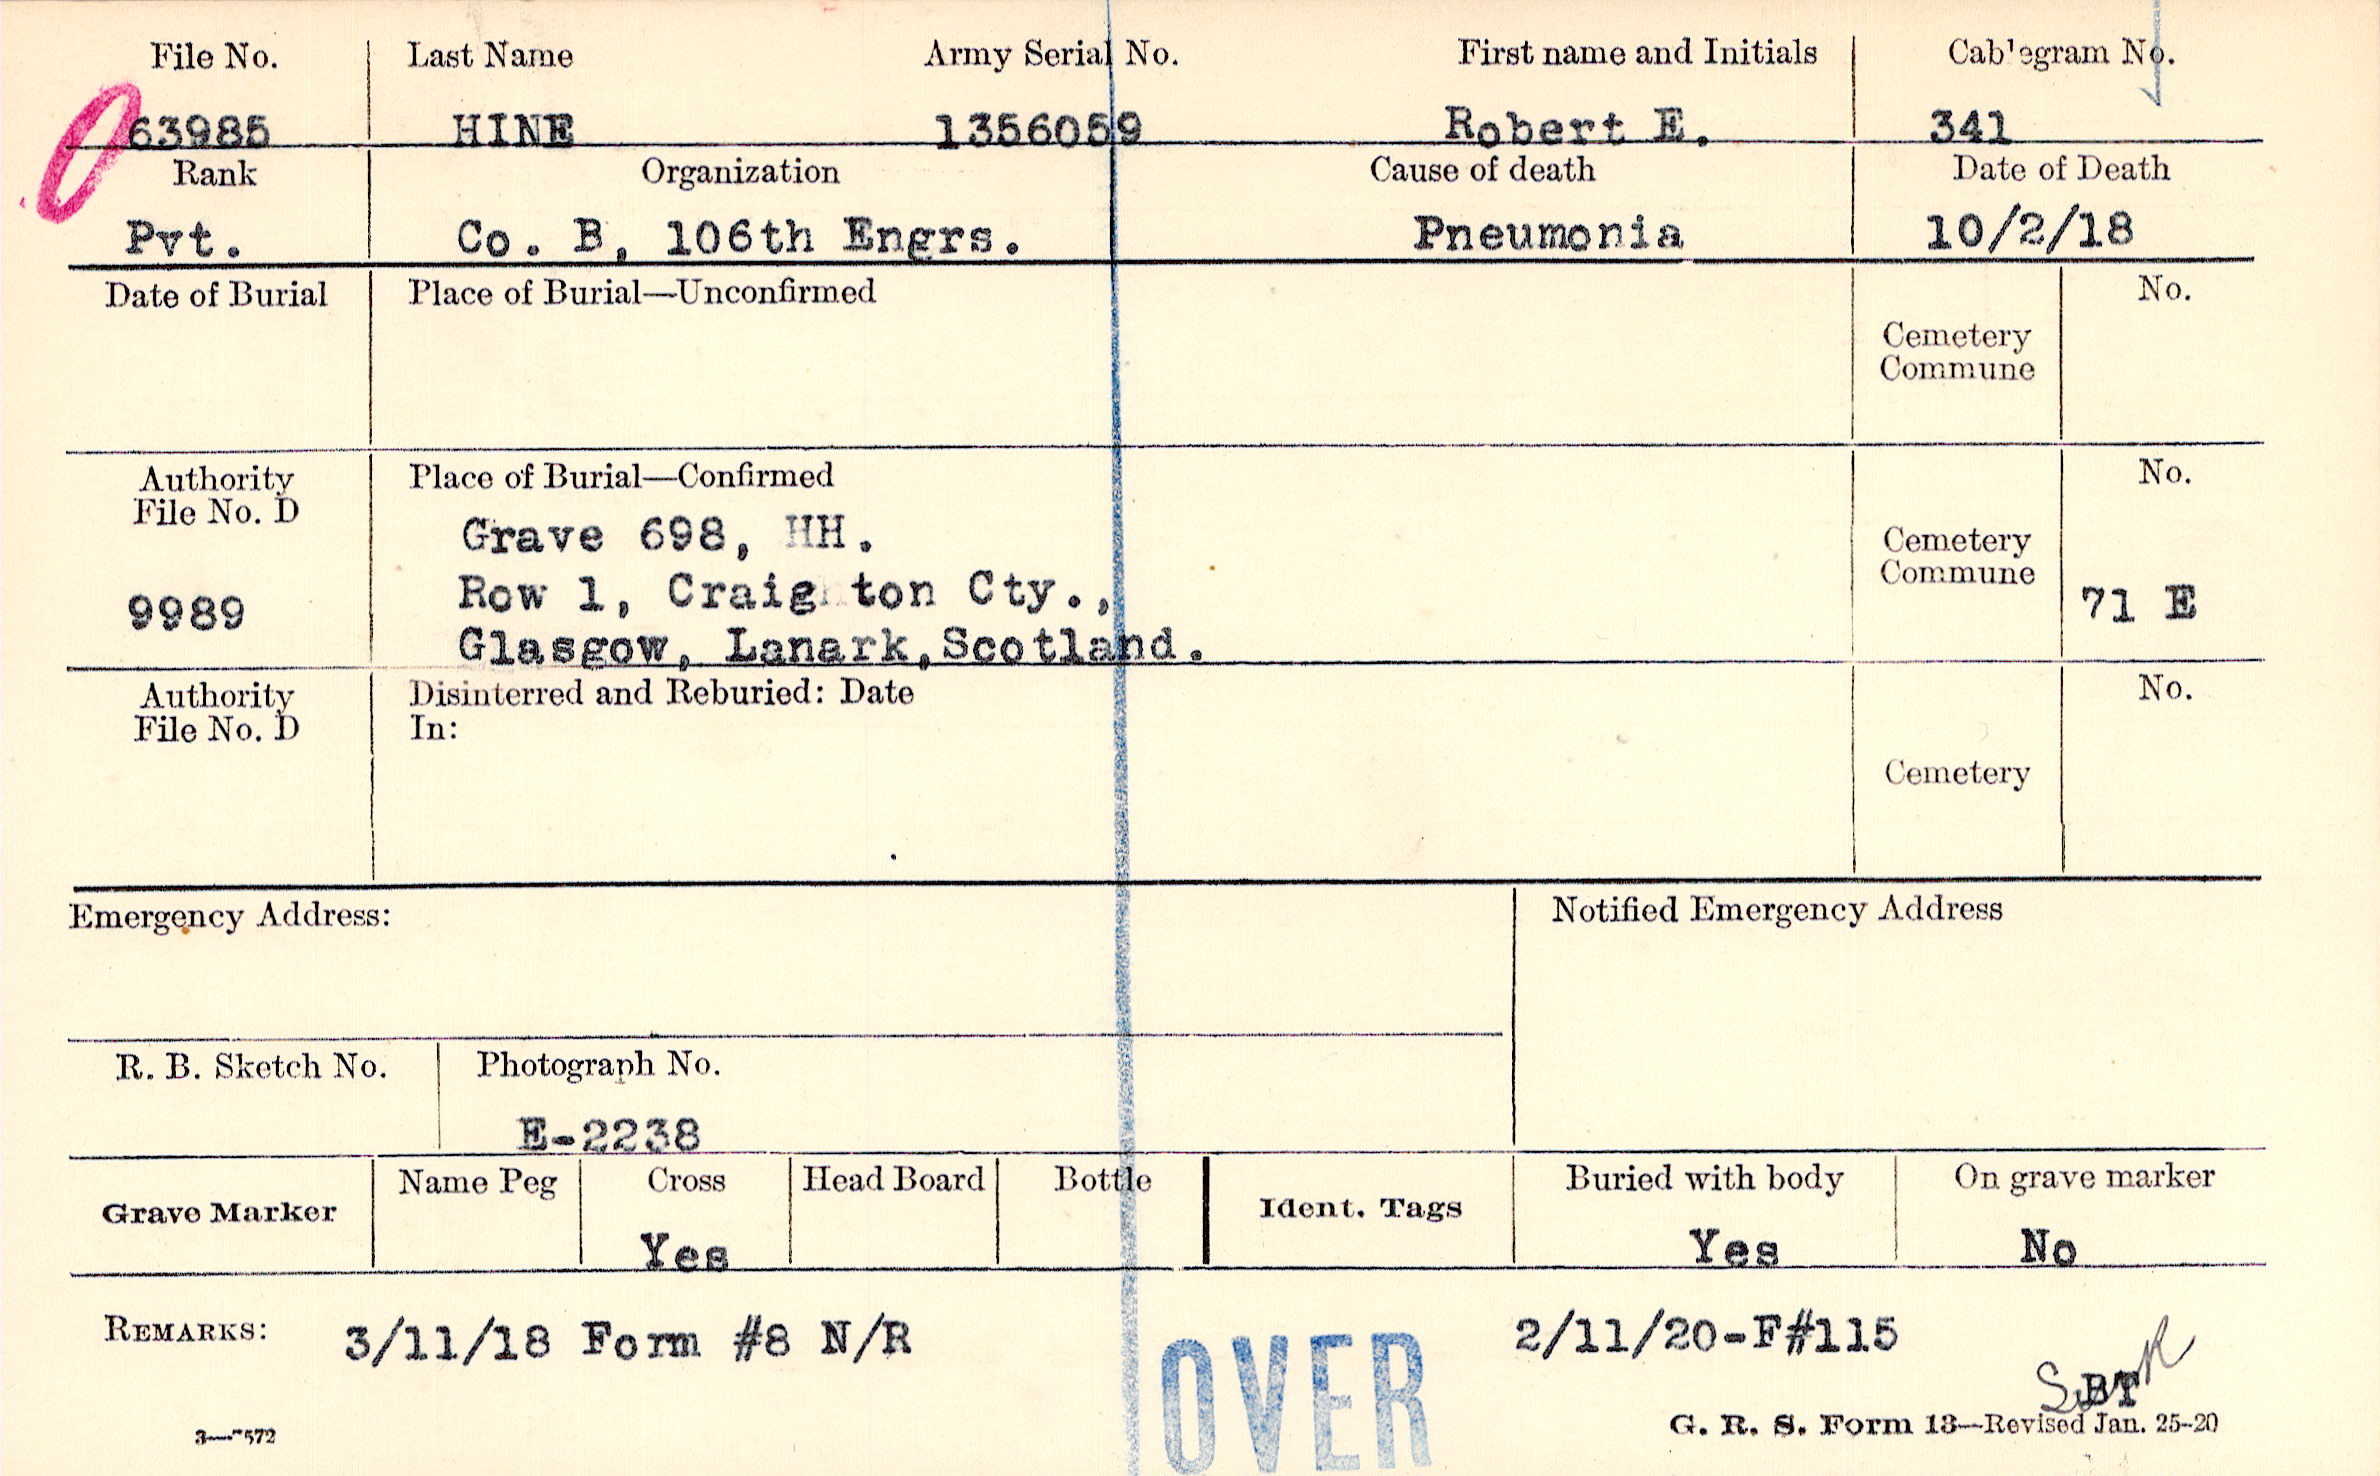 File No. Last Name Army Serial No. First name and Initials Cablegram No.
63985 HINE 1356059 Robert E. 341
Rank Organization Cause of death Date of Death
Pvt. Co. B, 106th Engrs. Pneumonia 10/2/18
Date of Burial Place of Burial—Unconfirmed No.
Cemetery
Commune
Authority Place of Burial—Confirmed No.
File No. D
Grave 698, HH.
Cemetery
Commune
9989 Row 1, Craigton Cty., 71 E
Glasgow, Lanark, Scotland.
Authority Disinterred and Reburied: Date No.
File No. D In:
Cemetery
Emergency Address: Notified Emergency Address
R. B. Sketch No. Photograph No.
E-2238
Grave Marker Name Peg Cross Head Board Bottle Ident. Tags Buried with body On grave marker
Yes Yes No
REMARKS: 3/11/18 Form #8 N/R 2/11/20-F#115
OVER
BT
G. R. S. Form 13—Revised Jan. 25-20